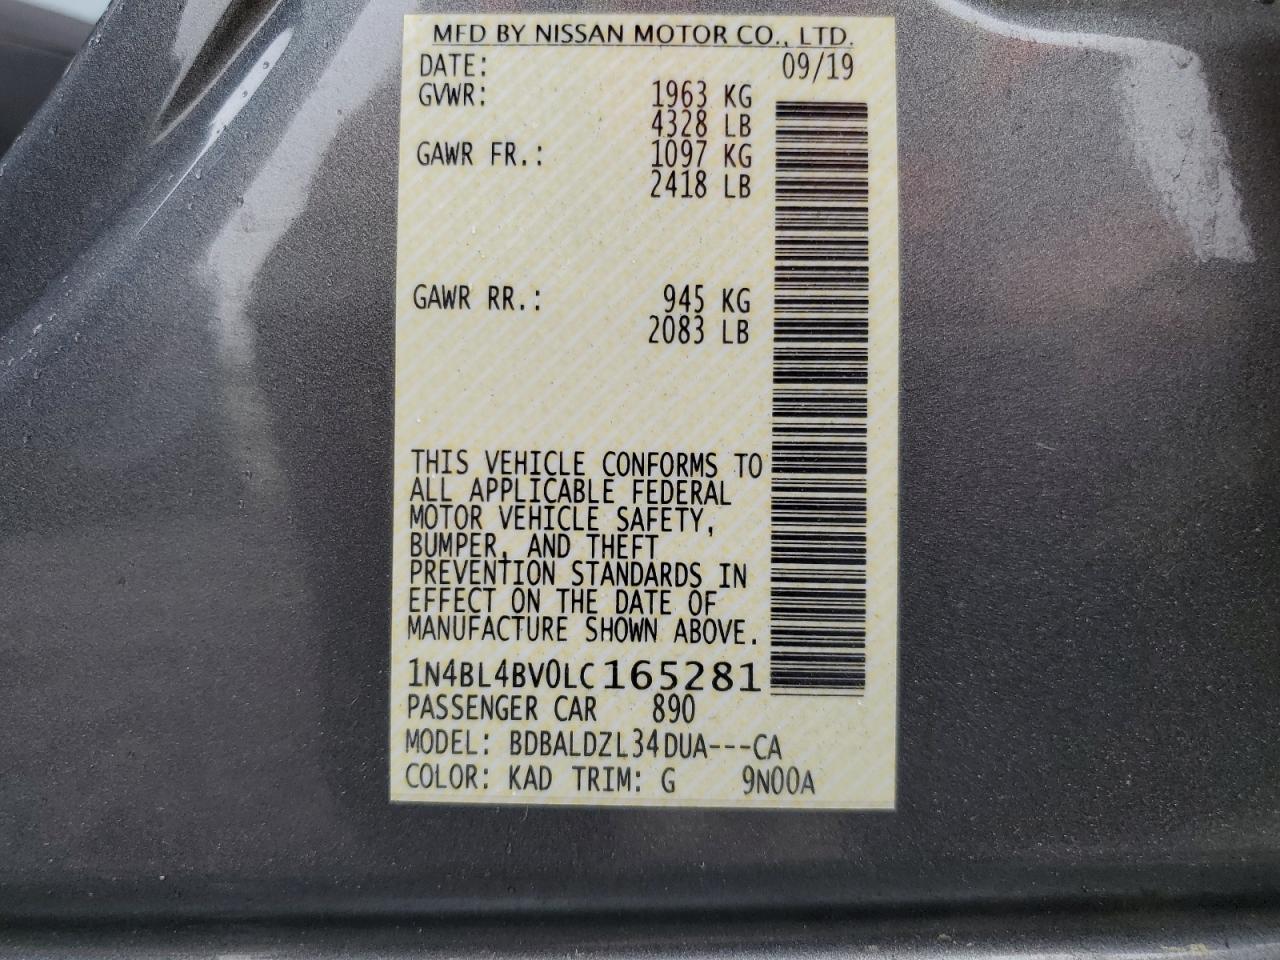 MFD BY NISSAN MOTOR CO., LTD.
DATE: 09/19
GVWR: 1963 KG
4328 LB
GAWR FR.: 1097 KG
2418 LB
GAWR RR.: 945 KG
2083 LB
THIS VEHICLE CONFORMS TO
ALL APPLICABLE FEDERAL
MOTOR VEHICLE SAFETY,
BUMPER, AND THEFT
PREVENTION STANDARDS IN
EFFECT ON THE DATE OF
MANUFACTURE SHOWN ABOVE.
1N4BL4BV0LC165281
PASSENGER CAR 890
MODEL: BDBALDZL34DUA---CA
COLOR: KAD TRIM: G 9N00A